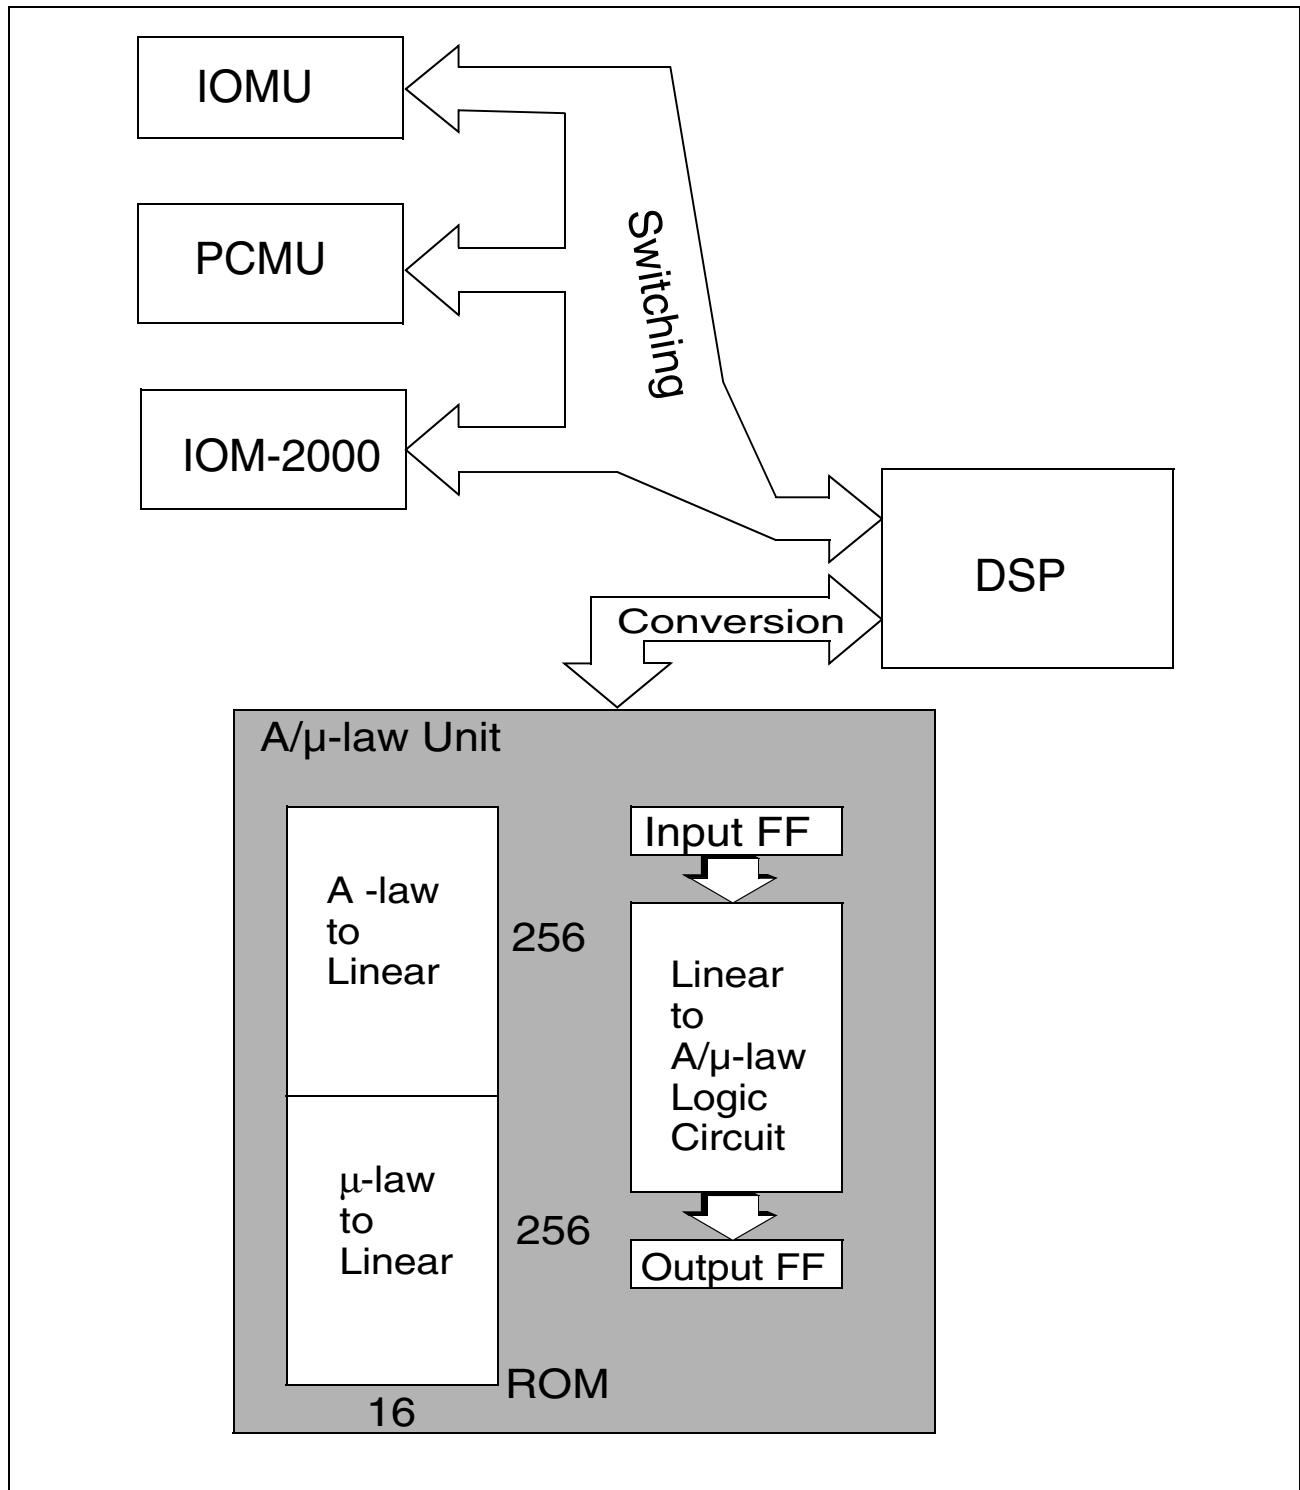 IOMU
PCMU
IOM-2000
Switching
DSP
Conversion
A/µ-law Unit
A -law
to
Linear
256
µ-law
to
Linear
256
ROM
16
Input FF
Linear
to
A/µ-law
Logic
Circuit
Output FF